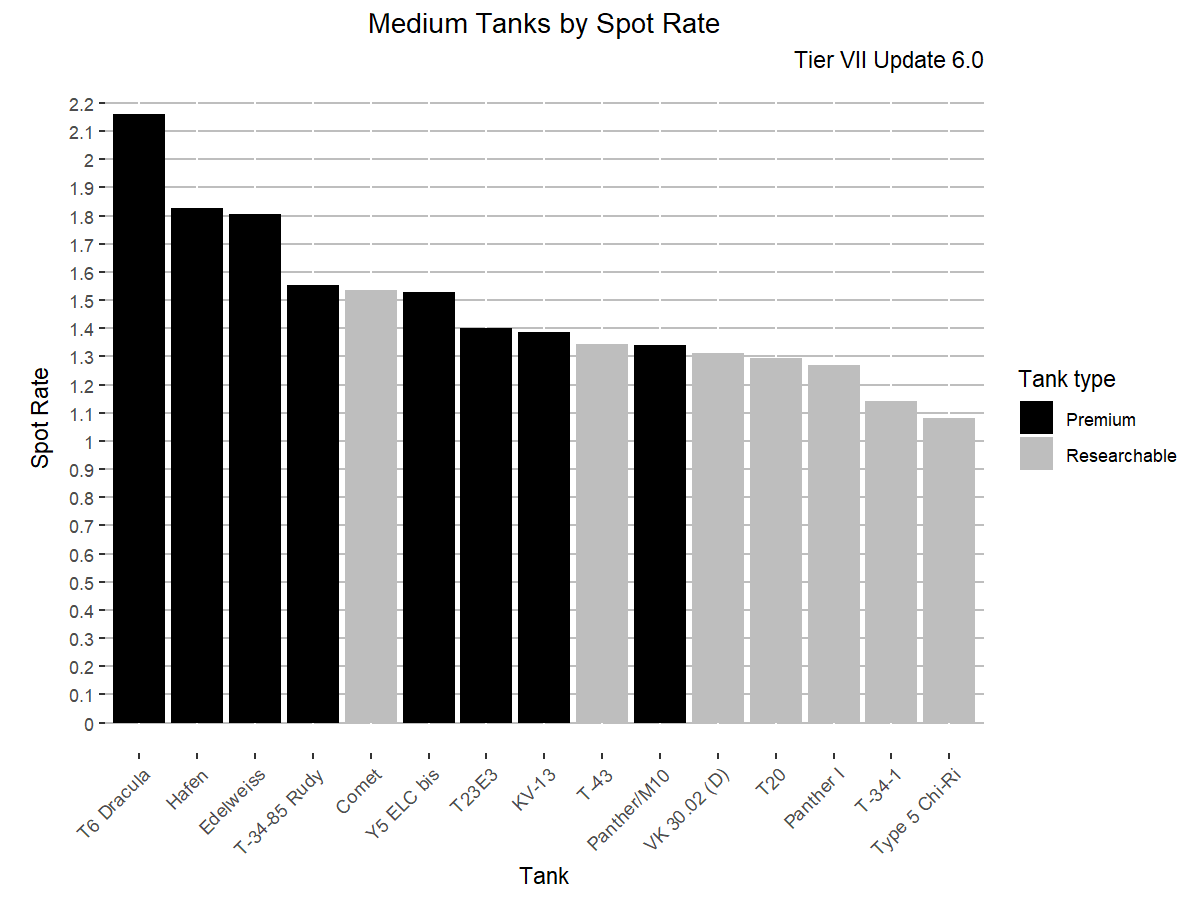 Medium Tanks by Spot Rate
Tier VII Update 6.0
2.2
2.1
2
1.9
1.8
1.7
1.6
1.5
1.4
1.3
1.2
1.1
1
0.9
0.8
0.7
0.6
0.5
0.4
0.3
0.2
0.1
0
Spot Rate
T6 Dracula
Hafen
Edelweiss
T-34-85 Rudy
Comet
Y5 ELC bis
T23E3
KV-13
T-43
Panther/M10
VK 30.02 (D)
T20
Panther I
T-34-1
Type 5 Chi-Ri
Tank
Tank type
Premium
Researchable